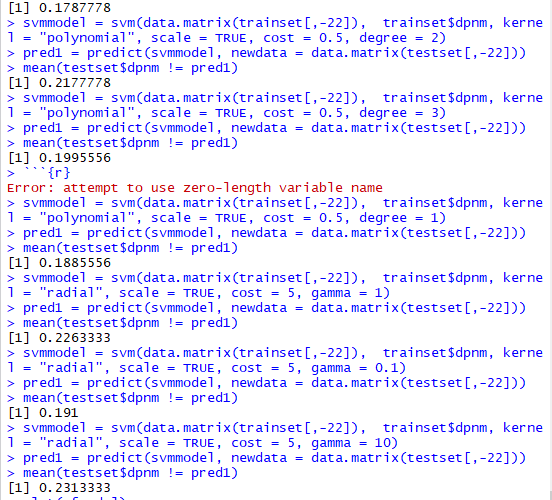 [1] 0.1787778
> svmmodel = svm(data.matrix(trainset[,-22]),  trainset$dpnm, kerne
l = "polynomial", scale = TRUE, cost = 0.5, degree = 2)
> pred1 = predict(svmmodel, newdata = data.matrix(testset[,-22]))
> mean(testset$dpnm != pred1)
[1] 0.2177778
> svmmodel = svm(data.matrix(trainset[,-22]),  trainset$dpnm, kerne
l = "polynomial", scale = TRUE, cost = 0.5, degree = 3)
> pred1 = predict(svmmodel, newdata = data.matrix(testset[,-22]))
> mean(testset$dpnm != pred1)
[1] 0.1995556
> ```{r}
Error: attempt to use zero-length variable name
> svmmodel = svm(data.matrix(trainset[,-22]),  trainset$dpnm, kerne
l = "polynomial", scale = TRUE, cost = 0.5, degree = 1)
> pred1 = predict(svmmodel, newdata = data.matrix(testset[,-22]))
> mean(testset$dpnm != pred1)
[1] 0.1885556
> svmmodel = svm(data.matrix(trainset[,-22]),  trainset$dpnm, kerne
l = "radial", scale = TRUE, cost = 5, gamma = 1)
> pred1 = predict(svmmodel, newdata = data.matrix(testset[,-22]))
> mean(testset$dpnm != pred1)
[1] 0.2263333
> svmmodel = svm(data.matrix(trainset[,-22]),  trainset$dpnm, kerne
l = "radial", scale = TRUE, cost = 5, gamma = 0.1)
> pred1 = predict(svmmodel, newdata = data.matrix(testset[,-22]))
> mean(testset$dpnm != pred1)
[1] 0.191
> svmmodel = svm(data.matrix(trainset[,-22]),  trainset$dpnm, kerne
l = "radial", scale = TRUE, cost = 5, gamma = 10)
> pred1 = predict(svmmodel, newdata = data.matrix(testset[,-22]))
> mean(testset$dpnm != pred1)
[1] 0.2313333